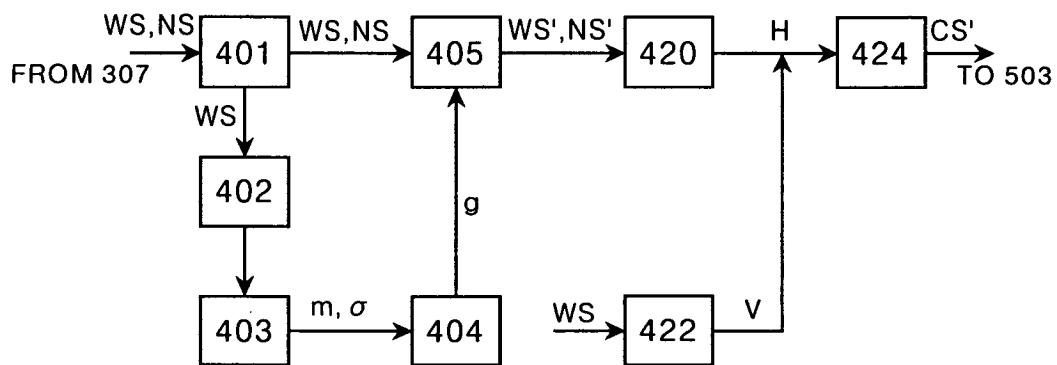 WS,NS
FROM 307
401
WS,NS
405
WS',NS'
420
H
424
CS'
TO 503
WS
402
g
403
m, σ
404
WS
422
V